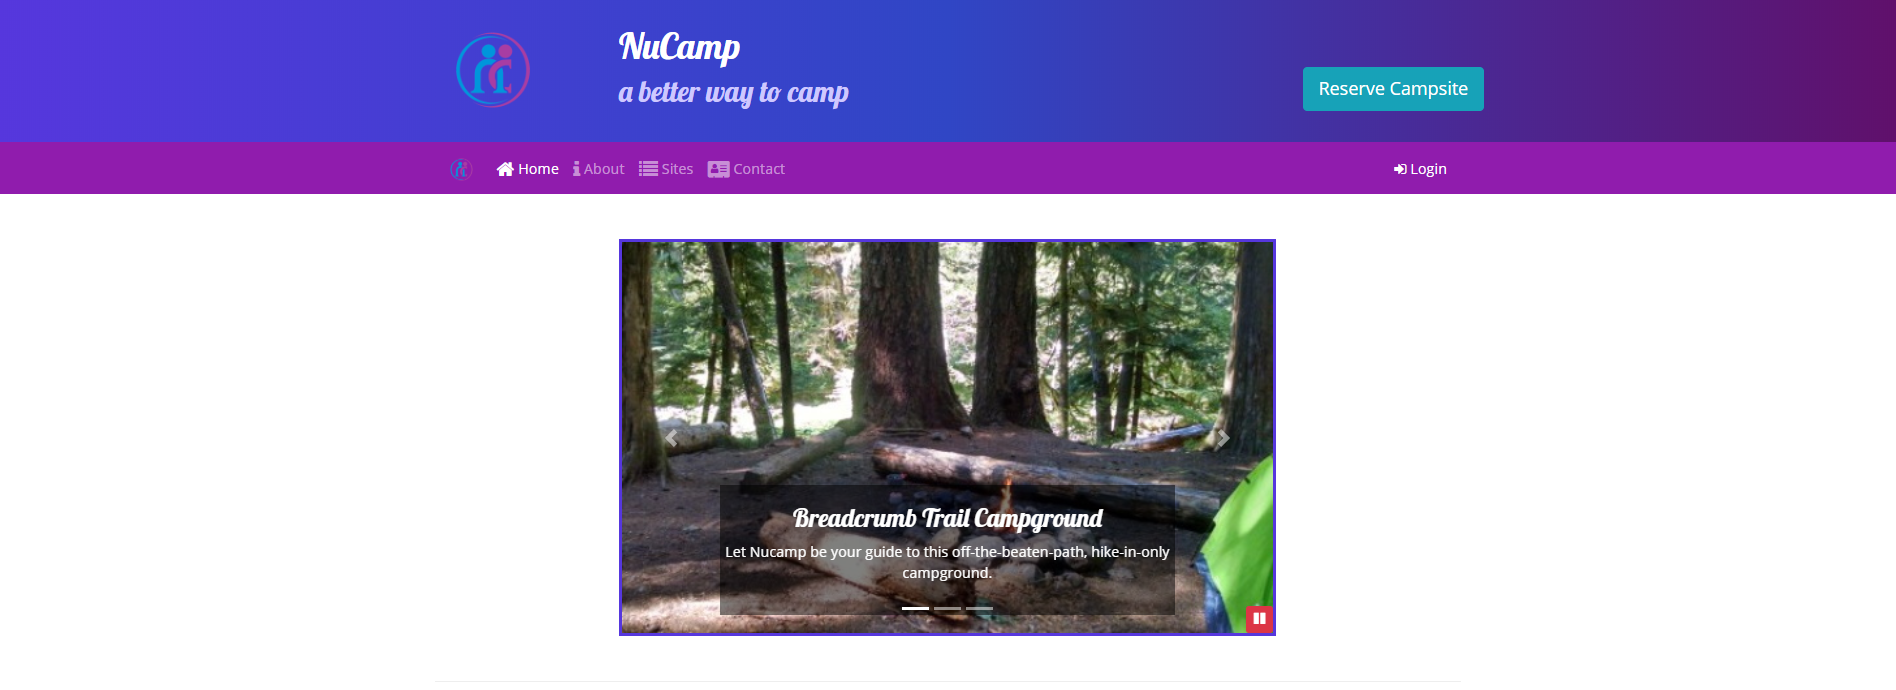 NuCamp
a better way to camp
Reserve Campsite
Home About Sites Contact Login
Breadcrumb Trail Campground
Let Nucamp be your guide to this off-the-beaten-path, hike-in-only
campground.